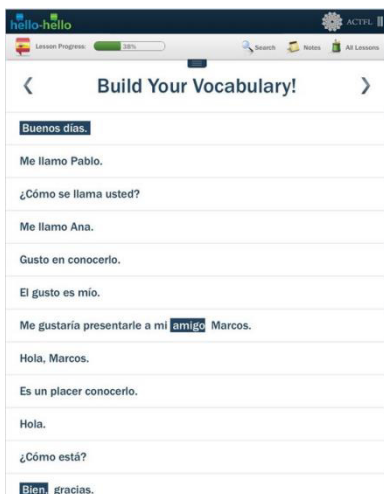 hello-hello
ACTFL
Lesson Progress: 38%
Search
Notes
All Lessons
Build Your Vocabulary!
Buenos días.
Me llamo Pablo.
¿Cómo se llama usted?
Me llamo Ana.
Gusto en conocerlo.
El gusto es mío.
Me gustaría presentarle a mi amigo Marcos.
Hola, Marcos.
Es un placer conocerlo.
Hola.
¿Cómo está?
Bien, gracias.